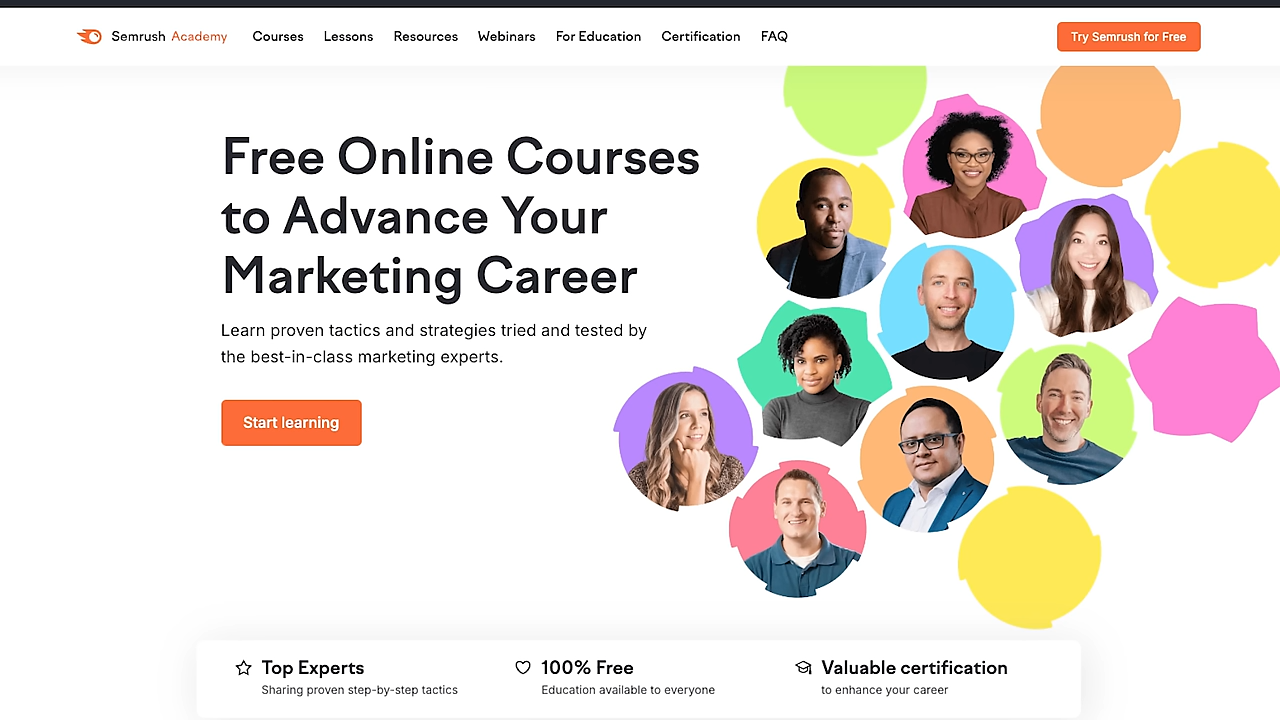 Semrush Academy Courses Lessons Resources Webinars For Education Certification FAQ Try Semrush for Free
Free Online Courses
to Advance Your
Marketing Career
Learn proven tactics and strategies tried and tested by
the best-in-class marketing experts.
Start learning
Top Experts
Sharing proven step-by-step tactics
100% Free
Education available to everyone
Valuable certification
to enhance your career